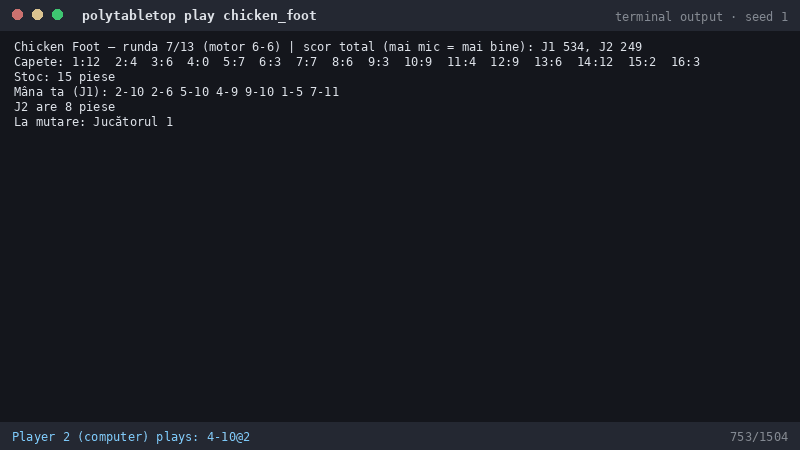 polytabletop play chicken_foot
terminal output · seed 1
Chicken Foot — runda 7/13 (motor 6-6) | scor total (mai mic = mai bine): J1 534, J2 249
Capete: 1:12  2:4  3:6  4:0  5:7  6:3  7:7  8:6  9:3  10:9  11:4  12:9  13:6  14:12  15:2  16:3
Stoc: 15 piese
Mâna ta (J1): 2-10 2-6 5-10 4-9 9-10 1-5 7-11
J2 are 8 piese
La mutare: Jucătorul 1
Player 2 (computer) plays: 4-10@2
753/1504